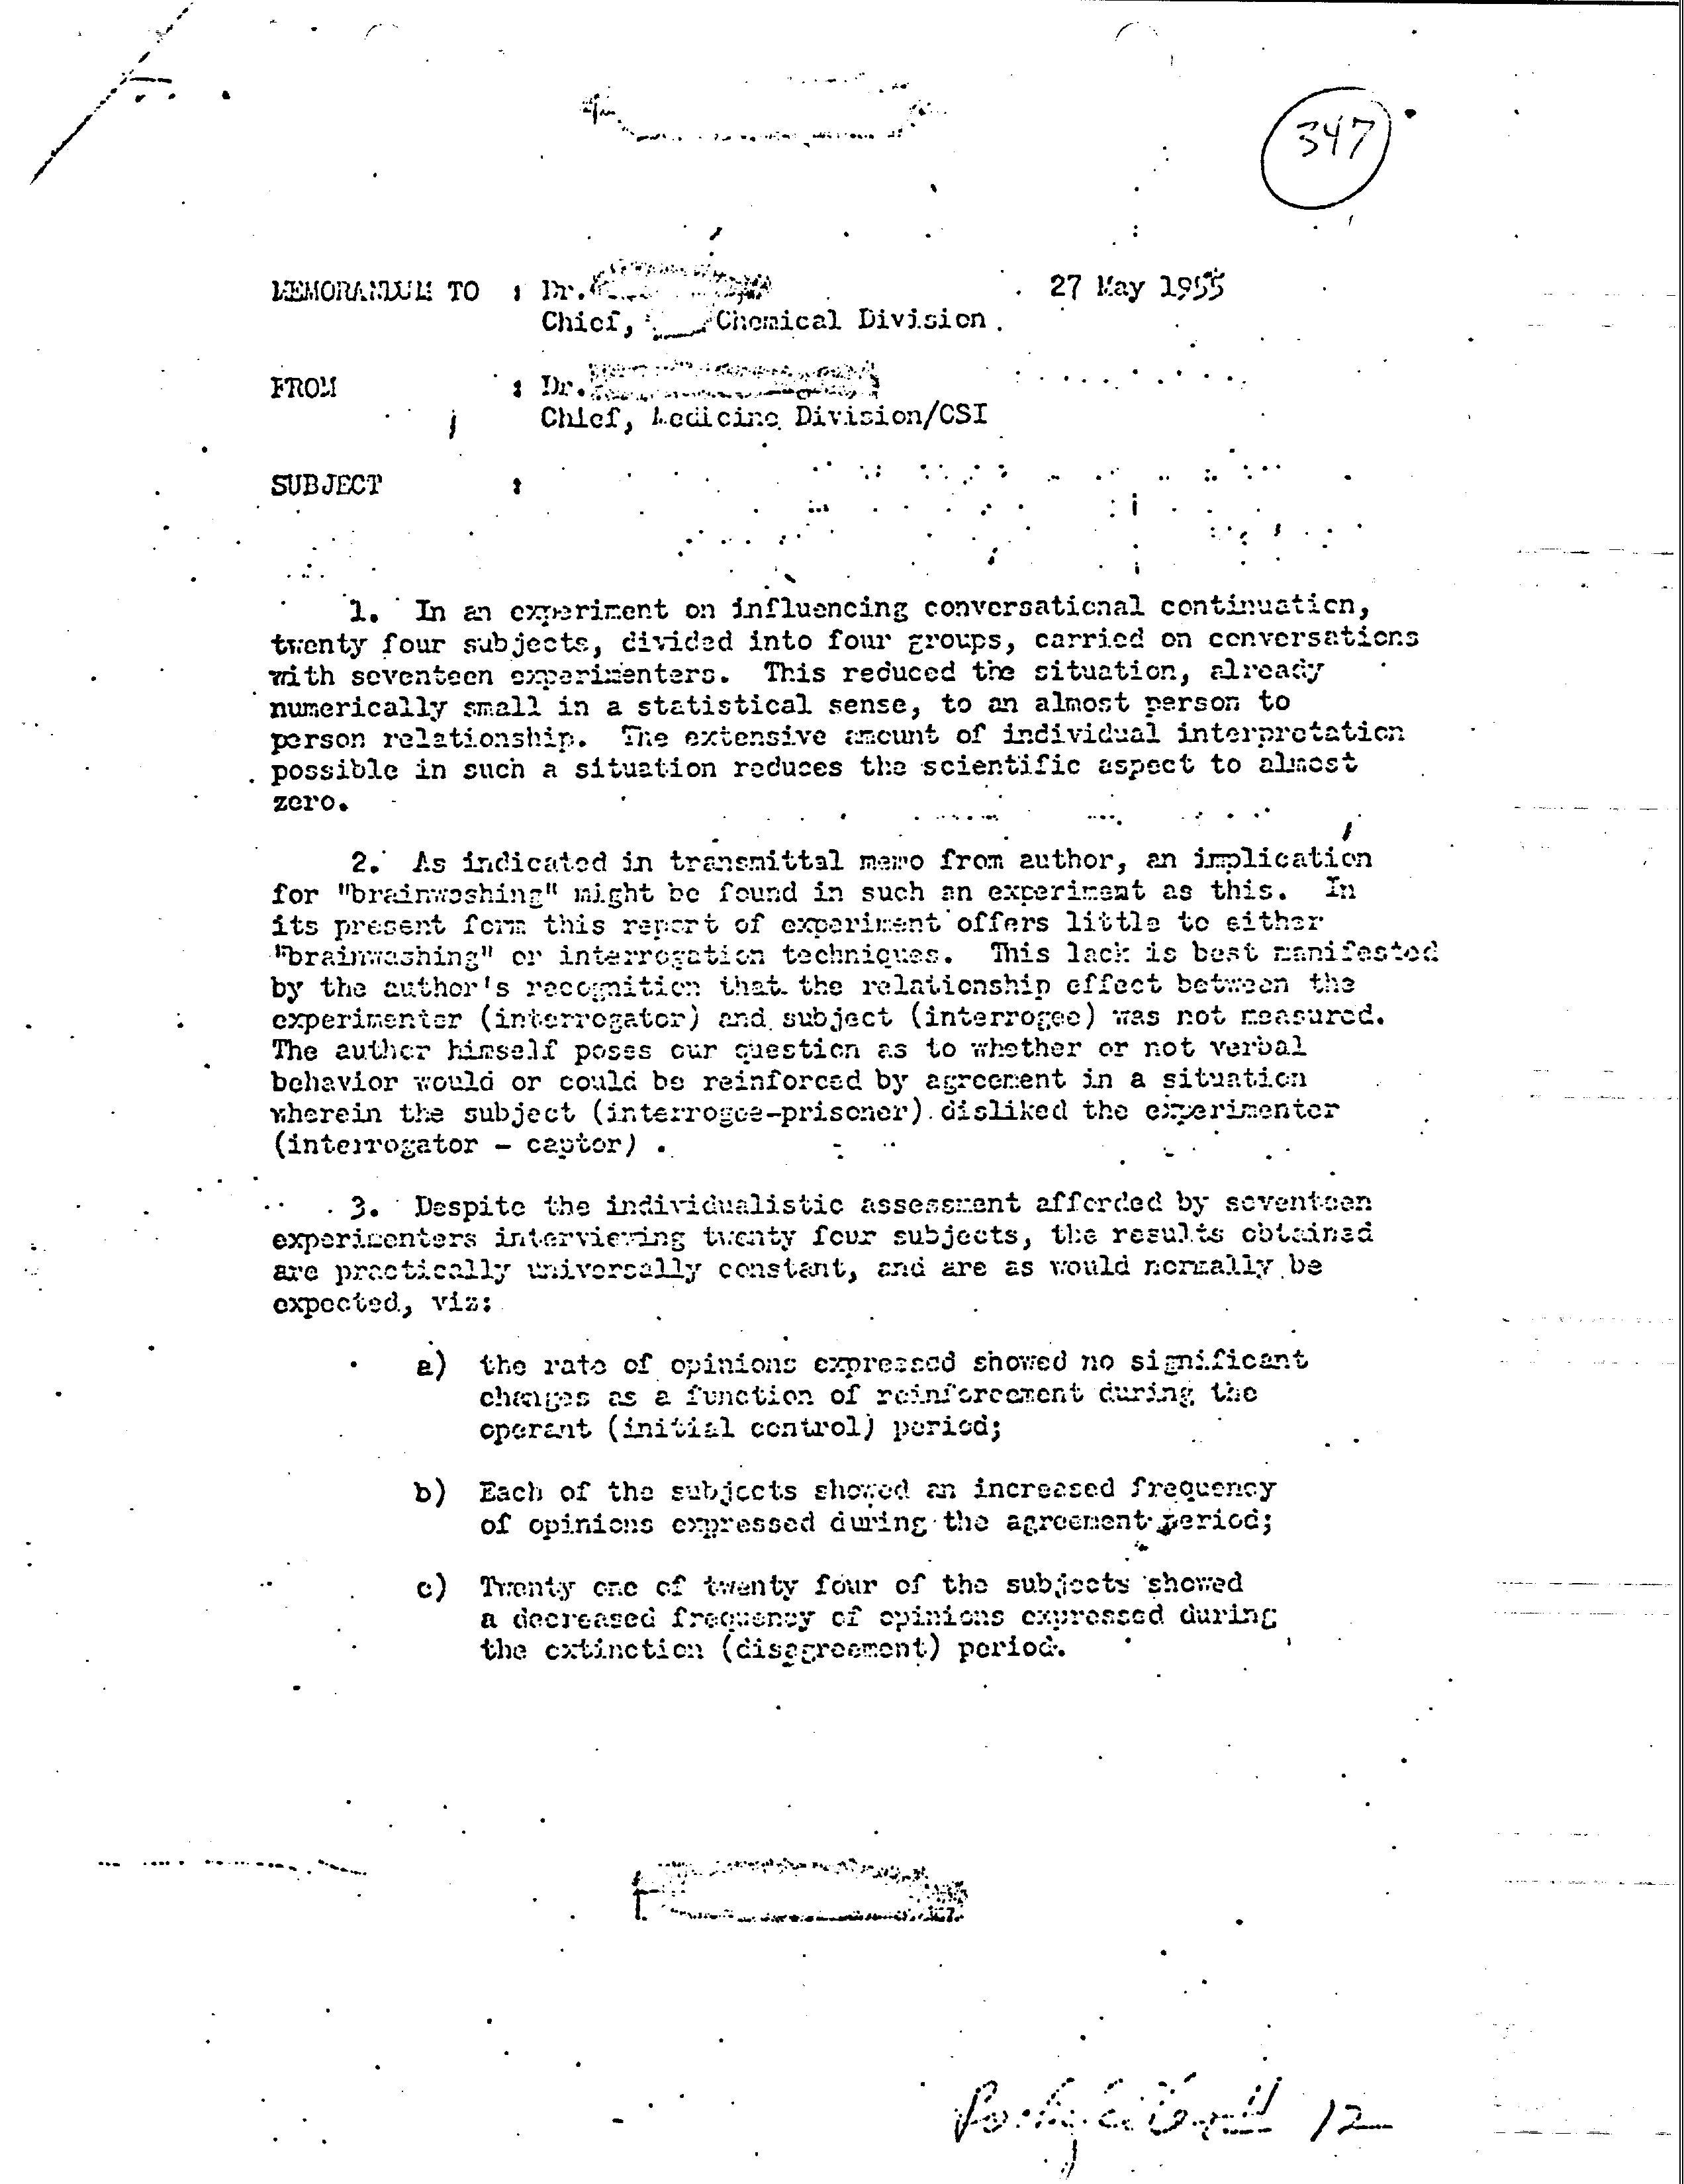 347
MEMORANDUM TO : Dr. 27 May 1955
Chief, Chemical Division
FROM : Dr.
Chief, Medicine Division/CSI
SUBJECT :
1. In an experiment on influencing conversational continuation,
twenty four subjects, divided into four groups, carried on conversations
with seventeen experimenters. This reduced the situation, already
numerically small in a statistical sense, to an almost person to
person relationship. The extensive amount of individual interpretation
possible in such a situation reduces the scientific aspect to almost
zero.
2. As indicated in transmittal memo from author, an implication
for "brainwashing" might be found in such an experiment as this. In
its present form this report of experiment offers little to either
"brainwashing" or interrogation techniques. This lack is best manifested
by the author's recognition that the relationship effect between the
experimenter (interrogator) and subject (interrogee) was not measured.
The author himself poses our question as to whether or not verbal
behavior would or could be reinforced by agreement in a situation
wherein the subject (interrogee-prisoner) disliked the experimenter
(interrogator - captor) .
3. Despite the individualistic assessment afforded by seventeen
experimenters interviewing twenty four subjects, the results obtained
are practically universally constant, and are as would normally be
expected, viz:
a) the rate of opinions expressed showed no significant
changes as a function of reinforcement during the
operant (initial control) period;
b) Each of the subjects showed an increased frequency
of opinions expressed during the agreement period;
c) Twenty one of twenty four of the subjects showed
a decreased frequency of opinions expressed during
the extinction (disagreement) period.
12